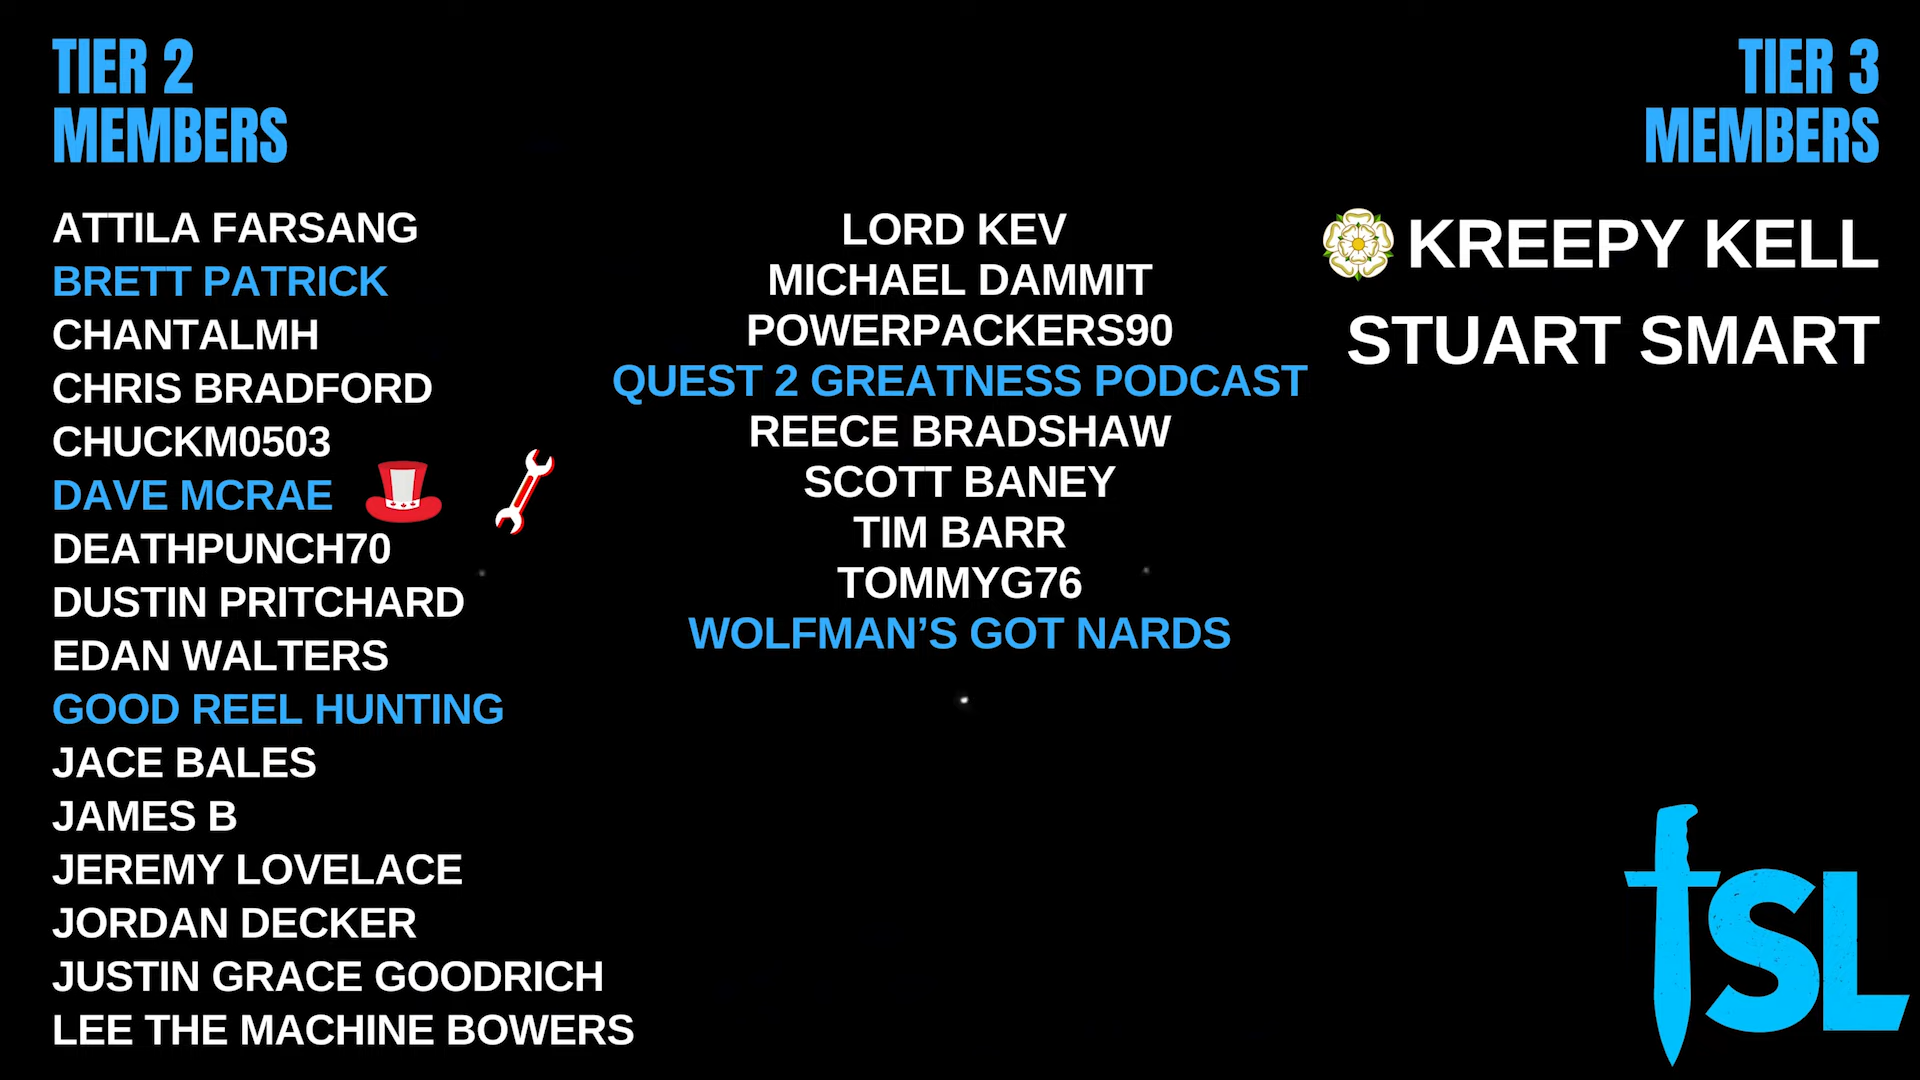 TIER 2
MEMBERS
ATTILA FARSANG
BRETT PATRICK
CHANTALMH
CHRIS BRADFORD
CHUCKM0503
DAVE MCRAE
DEATHPUNCH70
DUSTIN PRITCHARD
EDAN WALTERS
GOOD REEL HUNTING
JACE BALES
JAMES B
JEREMY LOVELACE
JORDAN DECKER
JUSTIN GRACE GOODRICH
LEE THE MACHINE BOWERS
LORD KEV
MICHAEL DAMMIT
POWERPACKERS90
QUEST 2 GREATNESS PODCAST
REECE BRADSHAW
SCOTT BANEY
TIM BARR
TOMMYG76
WOLFMAN’S GOT NARDS
TIER 3
MEMBERS
KREEPY KELL
STUART SMART
TSL